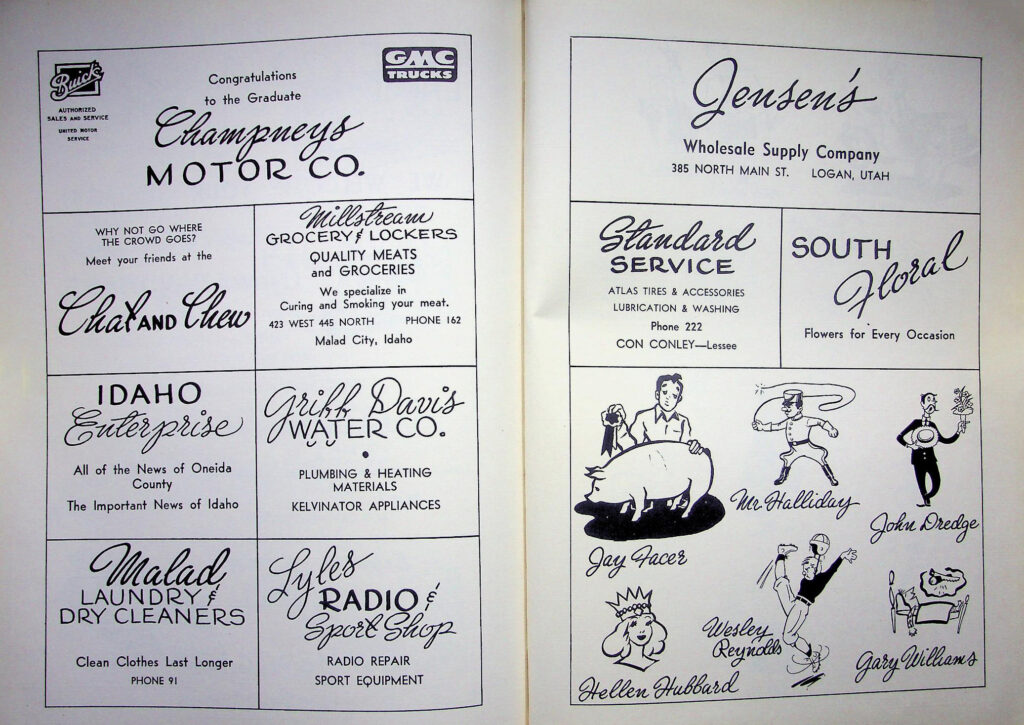 Buick
AUTHORIZED
SALES AND SERVICE
UNITED MOTOR
SERVICE
GMC
TRUCKS
Congratulations
to the Graduate
Champneys
MOTOR CO.
WHY NOT GO WHERE
THE CROWD GOES?
Meet your friends at the
Chat AND Chew
Millstream
GROCERY & LOCKERS
QUALITY MEATS
and GROCERIES
We specialize in
Curing and Smoking your meat.
423 WEST 445 NORTH PHONE 162
Malad City, Idaho
IDAHO
Enterprise
All of the News of Oneida
County
The Important News of Idaho
Griff Davis
WATER CO.
PLUMBING & HEATING
MATERIALS
KELVINATOR APPLIANCES
Malad
LAUNDRY &
DRY CLEANERS
Clean Clothes Last Longer
PHONE 91
Lyles
RADIO &
Sport Shop
RADIO REPAIR
SPORT EQUIPMENT
Jensen's
Wholesale Supply Company
385 NORTH MAIN ST. LOGAN, UTAH
Standard
SERVICE
ATLAS TIRES & ACCESSORIES
LUBRICATION & WASHING
Phone 222
CON CONLEY—Lessee
SOUTH
Floral
Flowers for Every Occasion
Jay Facer
Mr Halliday
John Dredge
Hellen Hubbard
Wesley
Reynolds
Gary Williams